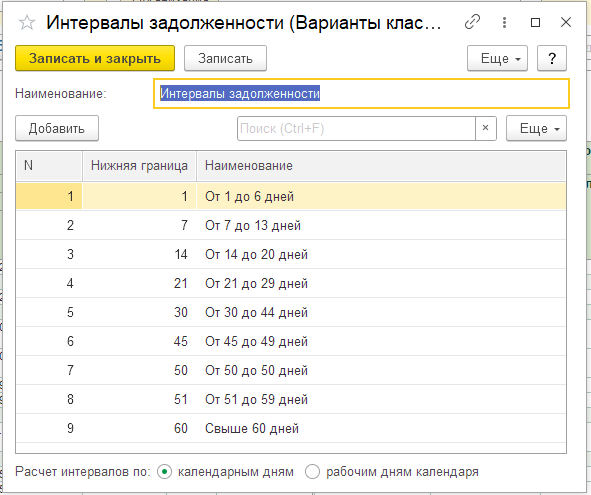 Интервалы задолженности (Варианты клас...
Записать и закрыть
Записать
Еще
?
Наименование:
Интервалы задолженности
Добавить
Поиск (Ctrl+F)
×
Еще
N Нижняя граница Наименование
1 1 От 1 до 6 дней
2 7 От 7 до 13 дней
3 14 От 14 до 20 дней
4 21 От 21 до 29 дней
5 30 От 30 до 44 дней
6 45 От 45 до 49 дней
7 50 От 50 до 50 дней
8 51 От 51 до 59 дней
9 60 Свыше 60 дней
Расчет интервалов по: календарным дням рабочим дням календаря